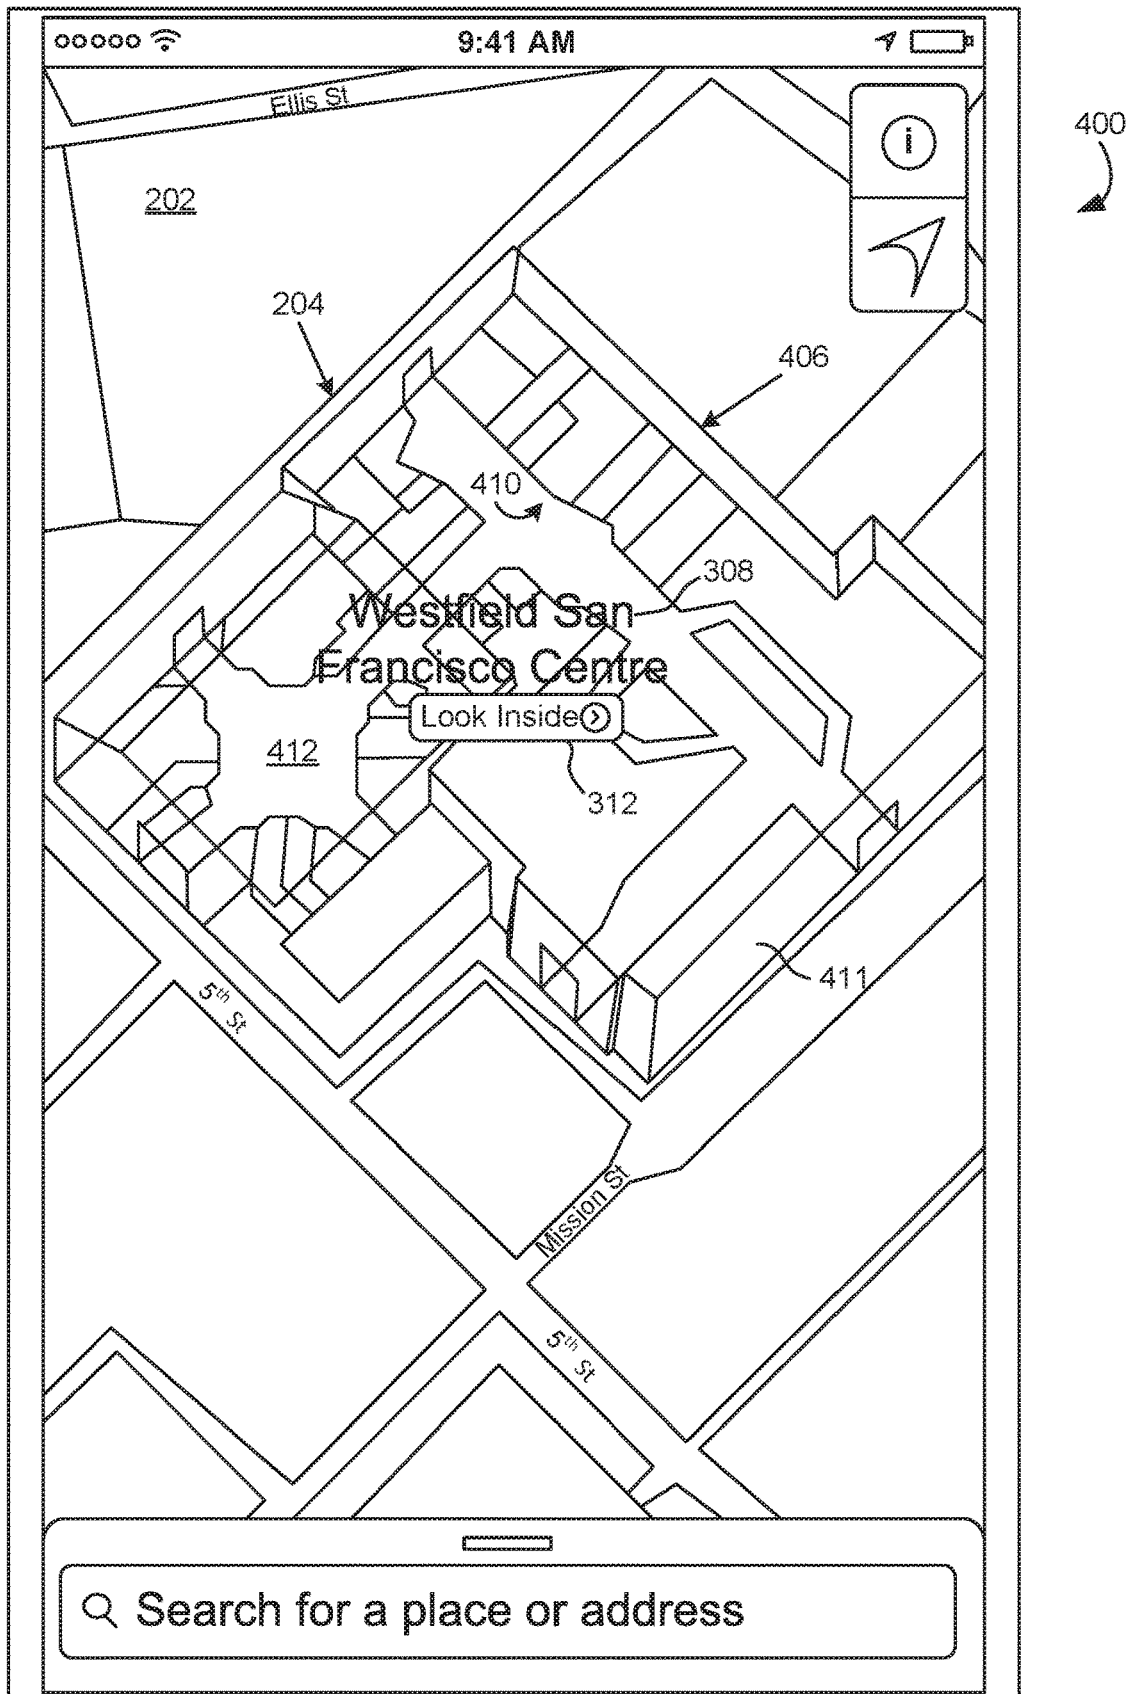 9:41 AM
400
Ellis St
i
202
204
406
410
308
Westfield San
Francisco Centre
Look Inside
412
312
411
5th St
Mission St
5th St
Search for a place or address